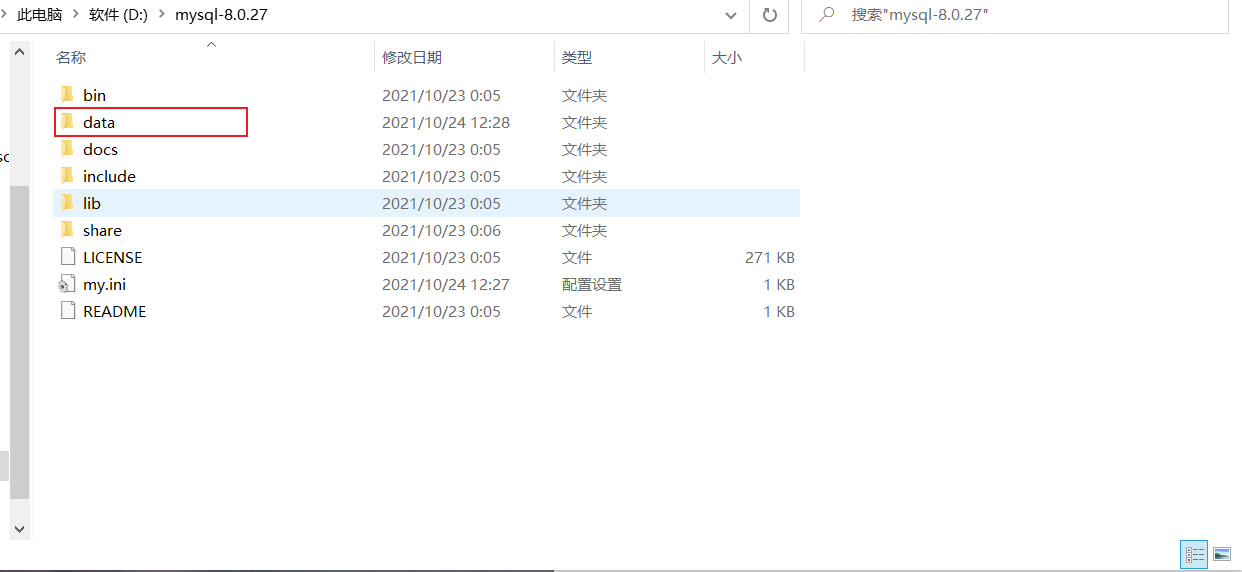 此电脑 > 软件 (D:) > mysql-8.0.27 搜索"mysql-8.0.27"
名称 修改日期 类型 大小
bin 2021/10/23 0:05 文件夹
data 2021/10/24 12:28 文件夹
docs 2021/10/23 0:05 文件夹
include 2021/10/23 0:05 文件夹
lib 2021/10/23 0:05 文件夹
share 2021/10/23 0:06 文件夹
LICENSE 2021/10/23 0:05 文件 271 KB
my.ini 2021/10/24 12:27 配置设置 1 KB
README 2021/10/23 0:05 文件 1 KB